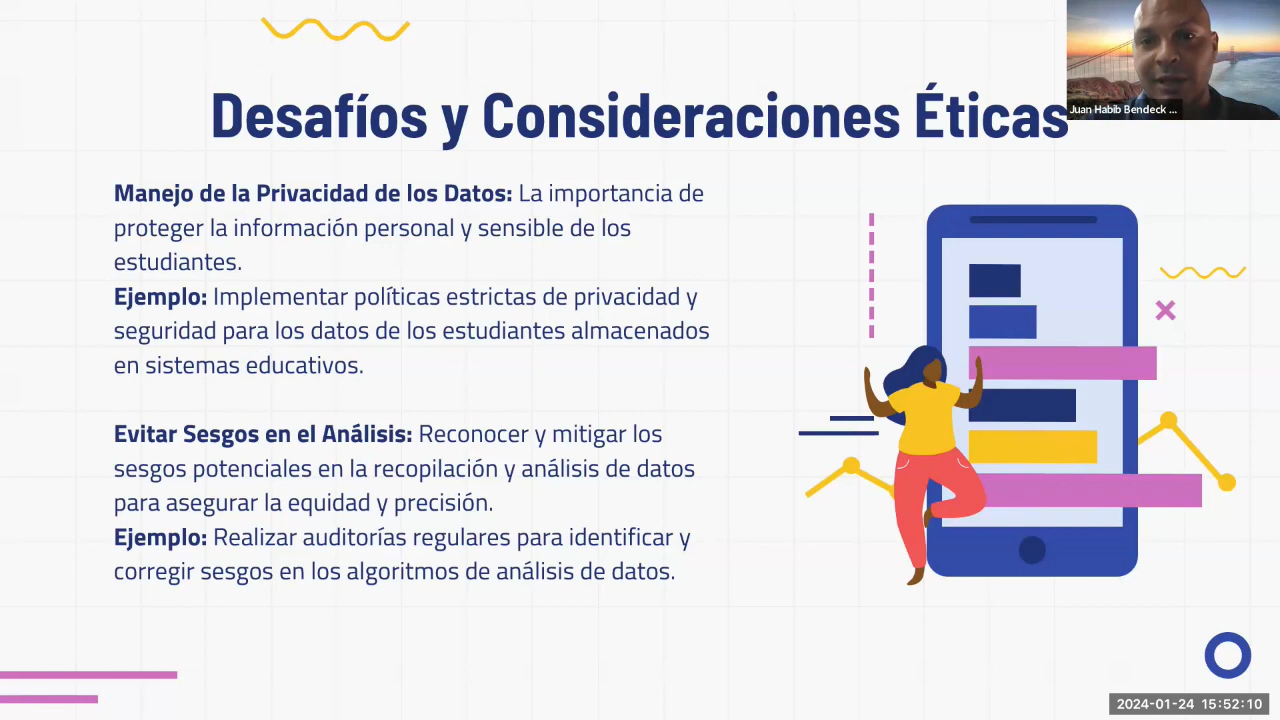 Desafíos y Consideraciones Éticas
Juan Habib Bendeck ...
Manejo de la Privacidad de los Datos: La importancia de
proteger la información personal y sensible de los
estudiantes.
Ejemplo: Implementar políticas estrictas de privacidad y
seguridad para los datos de los estudiantes almacenados
en sistemas educativos.
Evitar Sesgos en el Análisis: Reconocer y mitigar los
sesgos potenciales en la recopilación y análisis de datos
para asegurar la equidad y precisión.
Ejemplo: Realizar auditorías regulares para identificar y
corregir sesgos en los algoritmos de análisis de datos.
2024-01-24 15:52:10